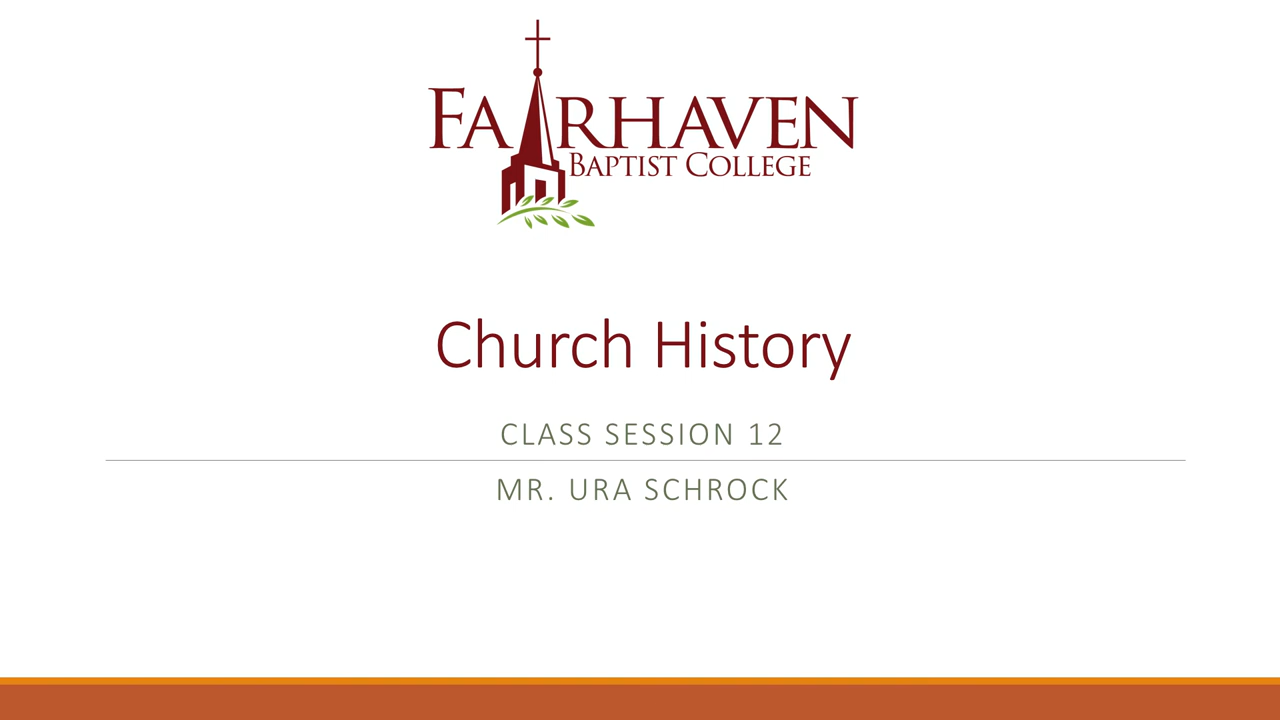 FAIRHAVEN
BAPTIST COLLEGE
Church History
CLASS SESSION 12
MR. URA SCHROCK